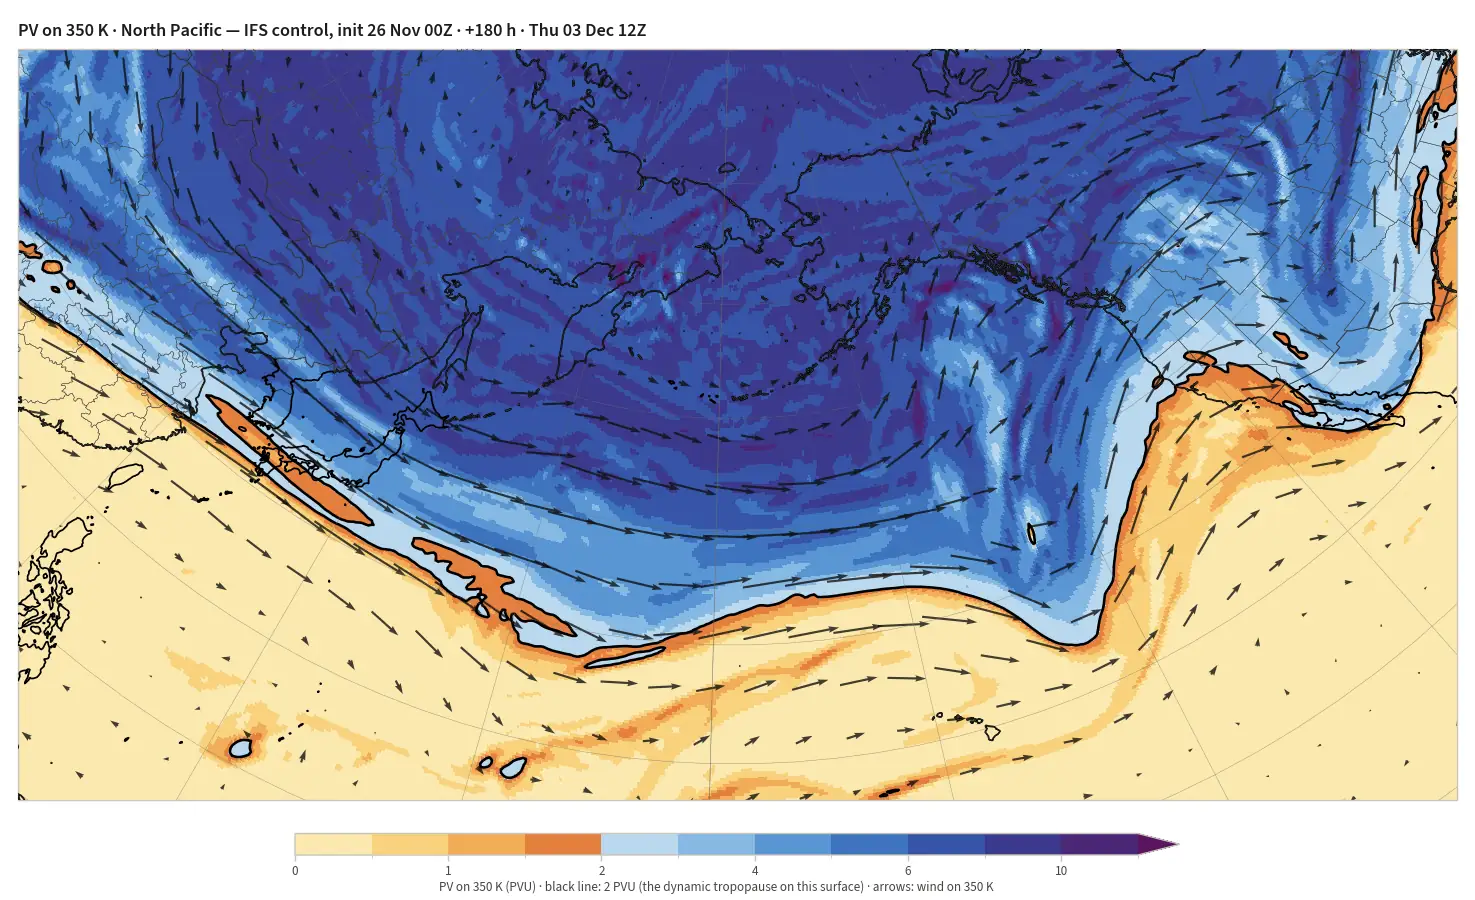 PV on 350 K · North Pacific — IFS control, init 26 Nov 00Z · +180 h · Thu 03 Dec 12Z
0 1 2 4 6 10
PV on 350 K (PVU) · black line: 2 PVU (the dynamic tropopause on this surface) · arrows: wind on 350 K